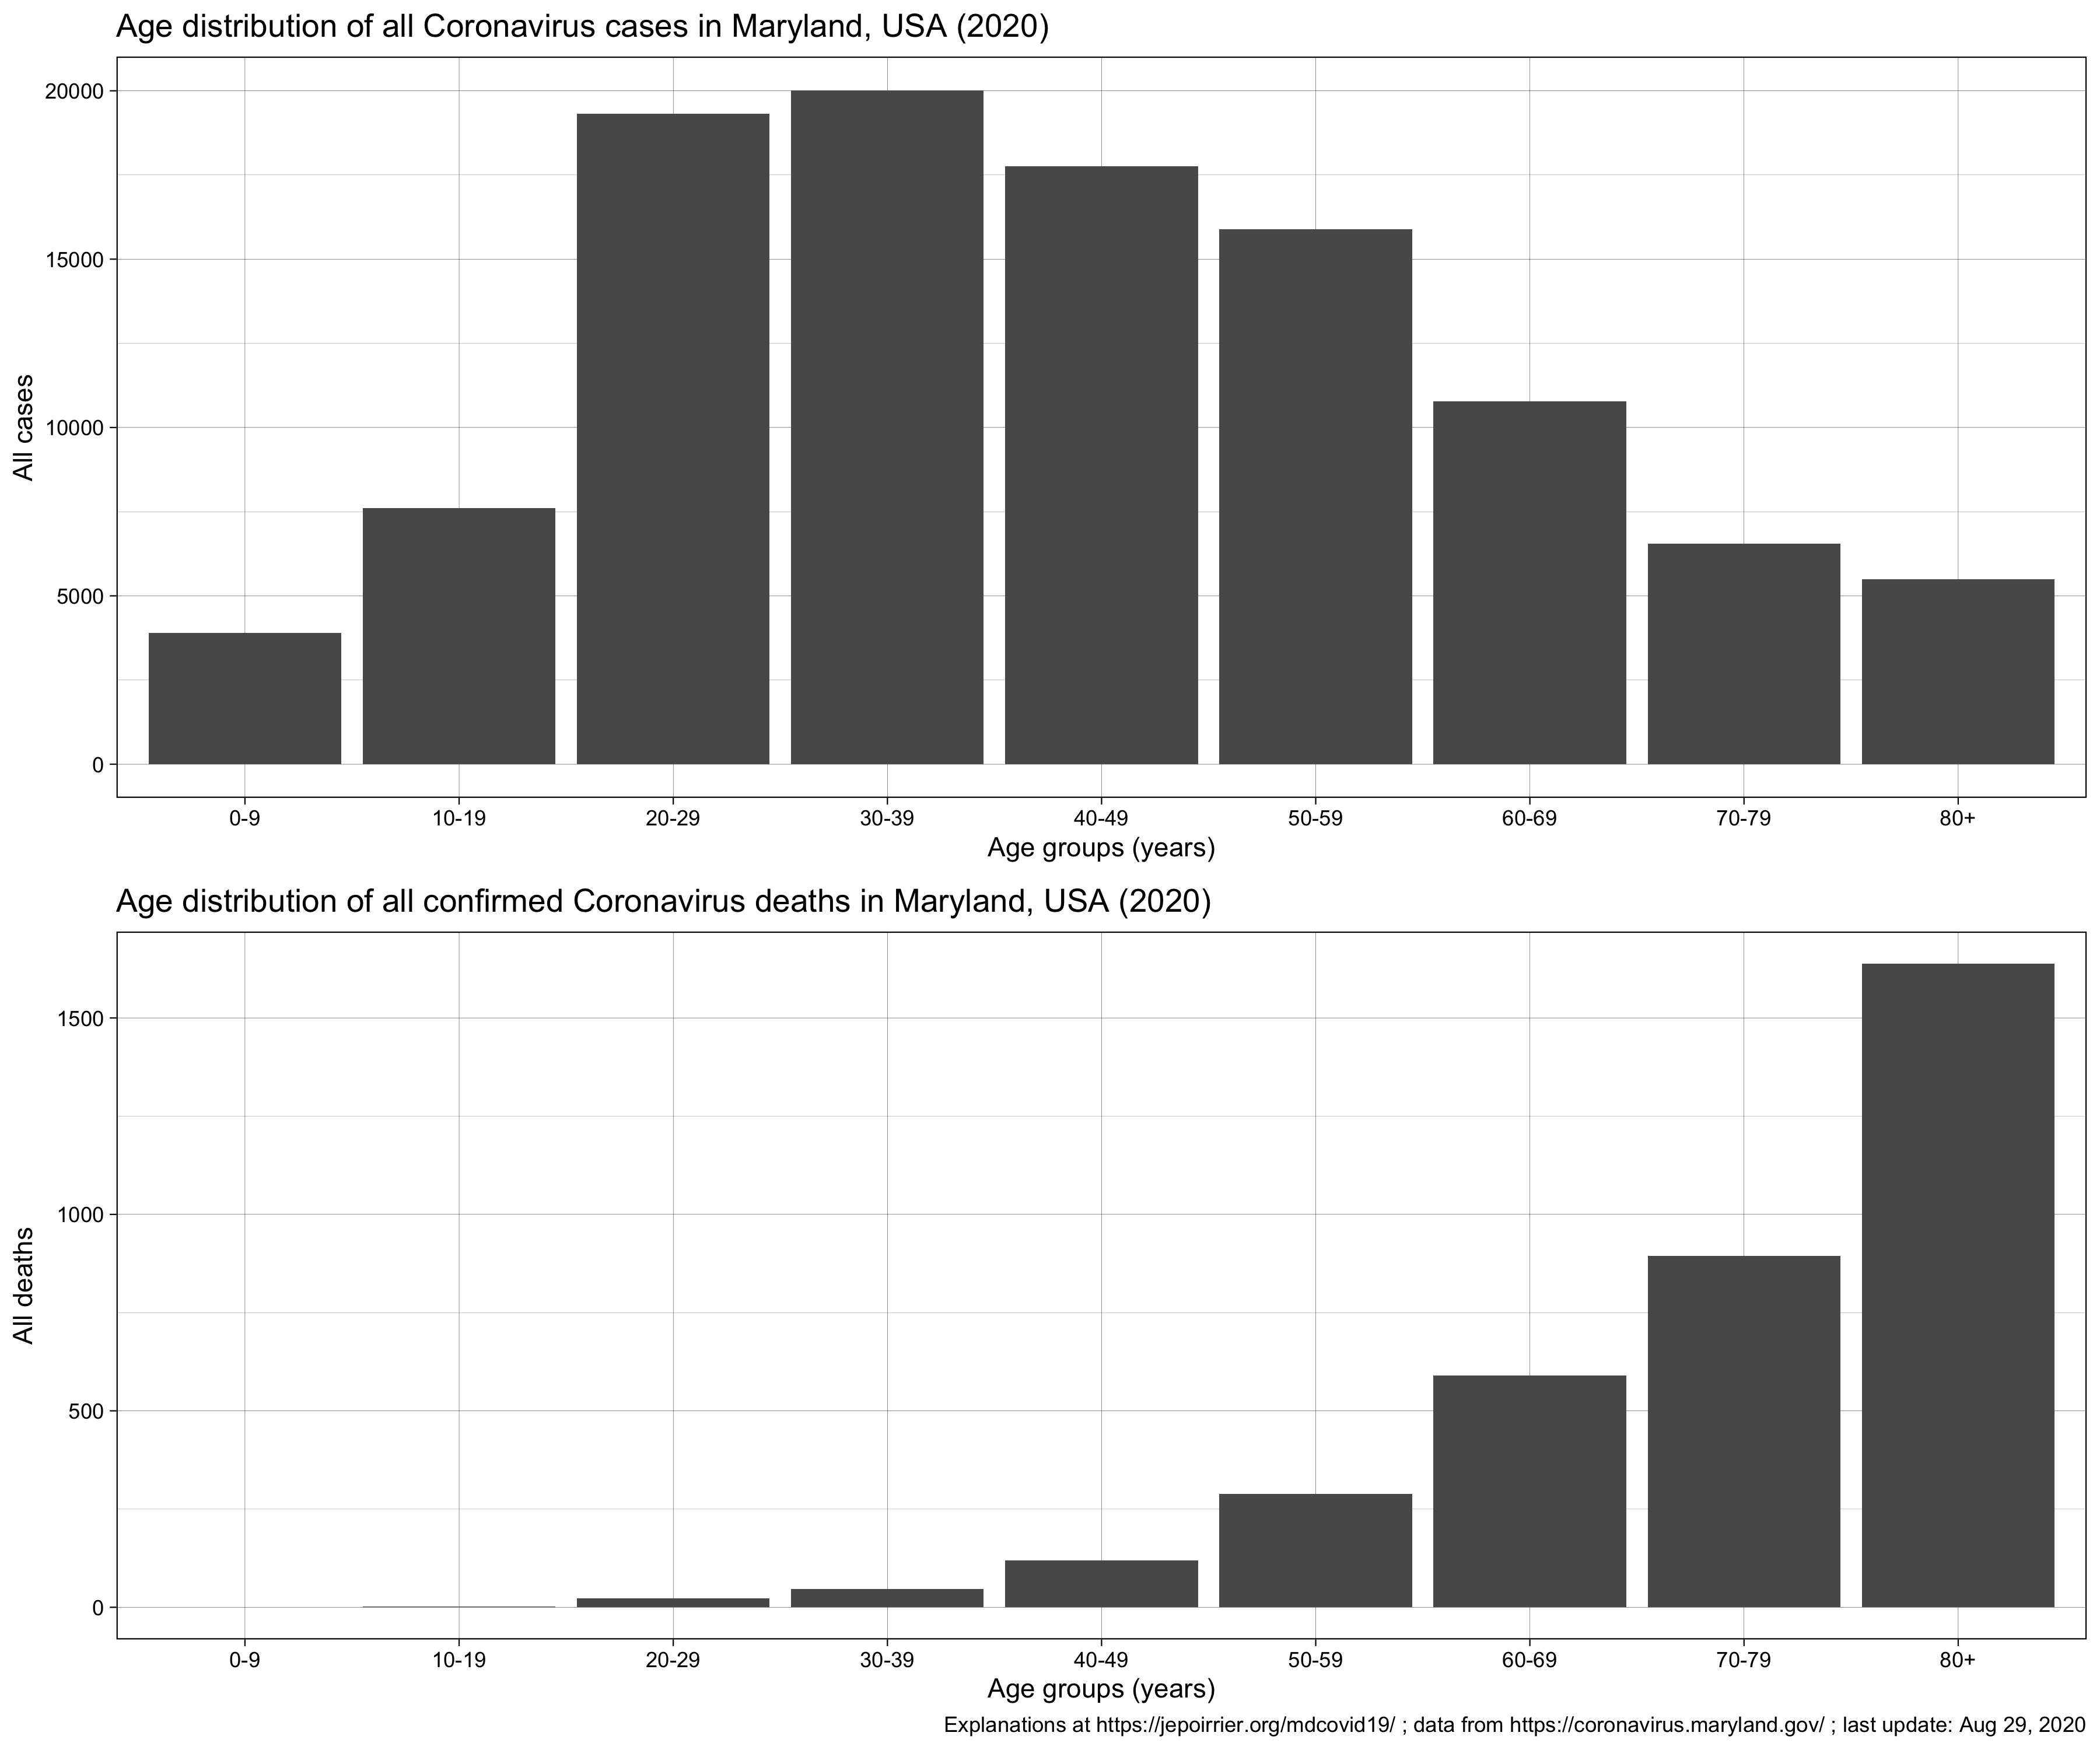 Age distribution of all Coronavirus cases in Maryland, USA (2020)
All cases
20000
15000
10000
5000
0
0-9 10-19 20-29 30-39 40-49 50-59 60-69 70-79 80+
Age groups (years)
Age distribution of all confirmed Coronavirus deaths in Maryland, USA (2020)
All deaths
1500
1000
500
0
0-9 10-19 20-29 30-39 40-49 50-59 60-69 70-79 80+
Age groups (years)
Explanations at https://jepoirrier.org/mdcovid19/ ; data from https://coronavirus.maryland.gov/ ; last update: Aug 29, 2020